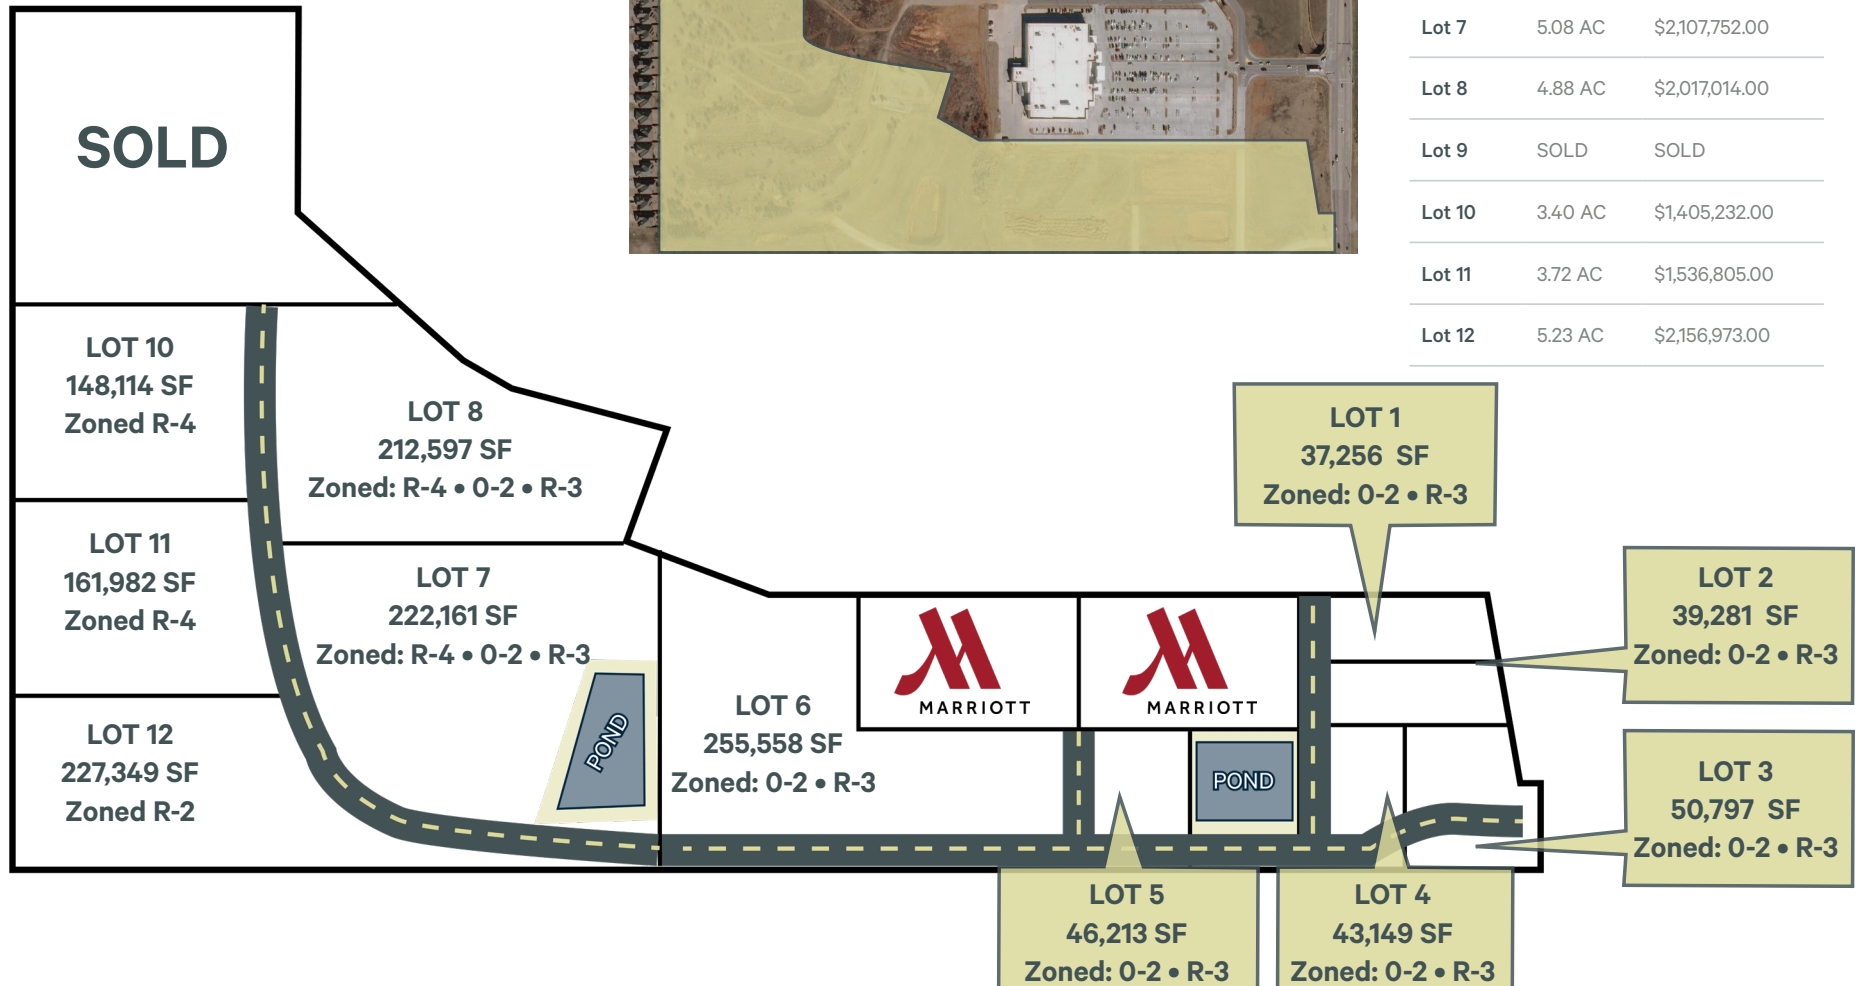 Lot 7 5.08 AC $2,107,752.00
Lot 8 4.88 AC $2,017,014.00
Lot 9 SOLD SOLD
Lot 10 3.40 AC $1,405,232.00
Lot 11 3.72 AC $1,536,805.00
Lot 12 5.23 AC $2,156,973.00
SOLD
LOT 10
148,114 SF
Zoned R-4
LOT 8
212,597 SF
Zoned: R-4 • 0-2 • R-3
LOT 11
161,982 SF
Zoned R-4
LOT 7
222,161 SF
Zoned: R-4 • 0-2 • R-3
POND
LOT 12
227,349 SF
Zoned R-2
LOT 6
255,558 SF
Zoned: 0-2 • R-3
MARRIOTT
MARRIOTT
POND
LOT 1
37,256 SF
Zoned: 0-2 • R-3
LOT 2
39,281 SF
Zoned: 0-2 • R-3
LOT 3
50,797 SF
Zoned: 0-2 • R-3
LOT 5
46,213 SF
Zoned: 0-2 • R-3
LOT 4
43,149 SF
Zoned: 0-2 • R-3